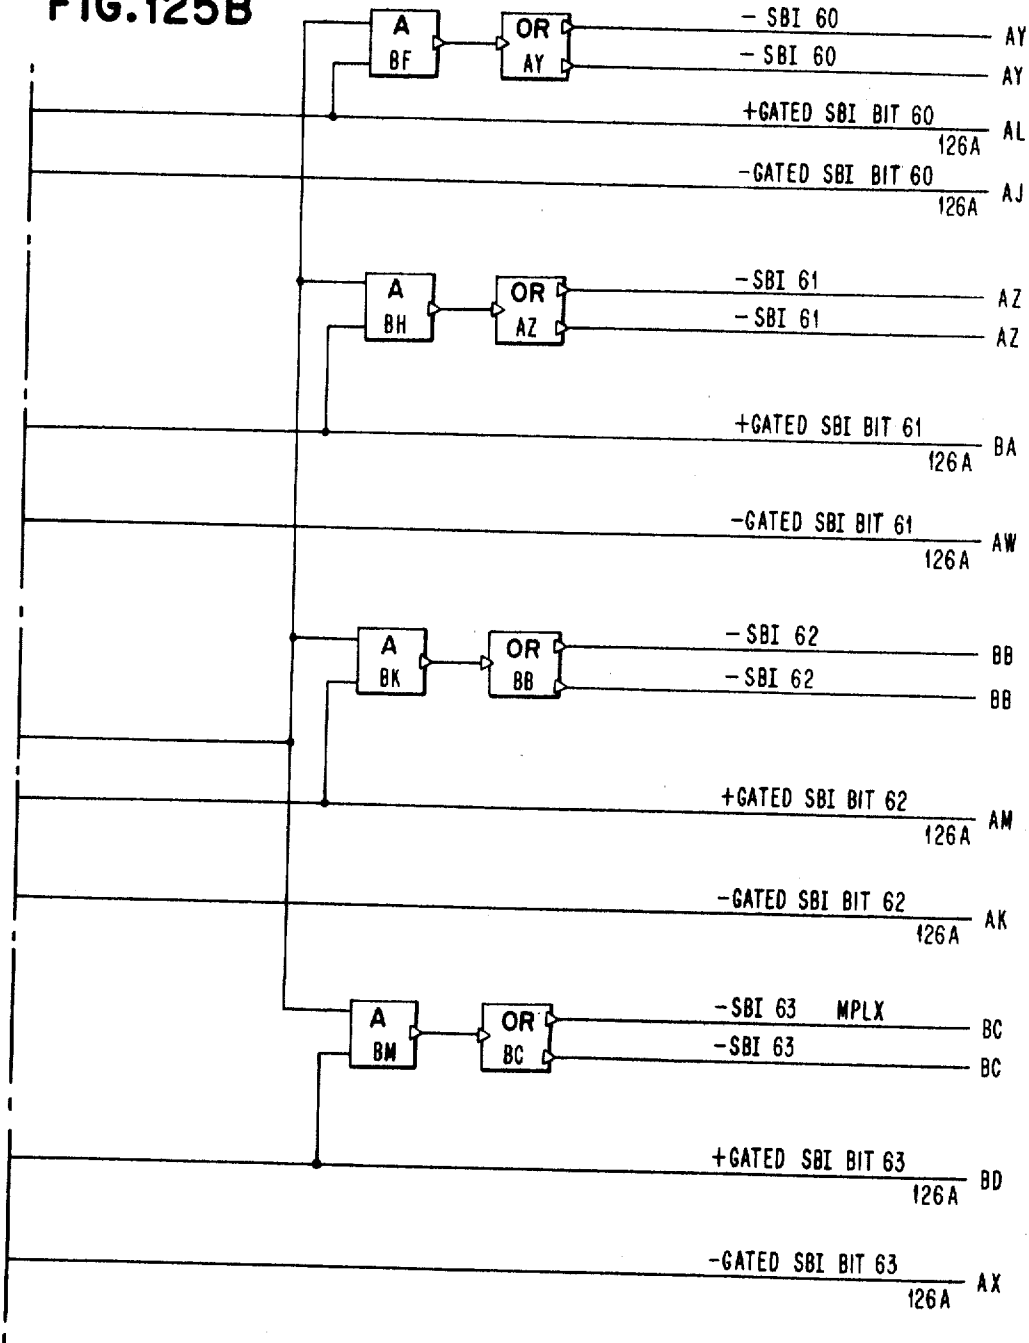 FIG.125B
A
BF
OR
AY
- SBI 60
AY
- SBI 60
AY
+GATED SBI BIT 60
126A
AL
-GATED SBI BIT 60
126A
AJ
A
BH
OR
AZ
-SBI 61
AZ
-SBI 61
AZ
+GATED SBI BIT 61
126A
BA
-GATED SBI BIT 61
126A
AW
A
BK
OR
BB
-SBI 62
BB
-SBI 62
BB
+GATED SBI BIT 62
126A
AM
-GATED SBI BIT 62
126A
AK
A
BM
OR
BC
-SBI 63 MPLX
BC
-SBI 63
BC
+GATED SBI BIT 63
126A
BD
-GATED SBI BIT 63
126A
AX